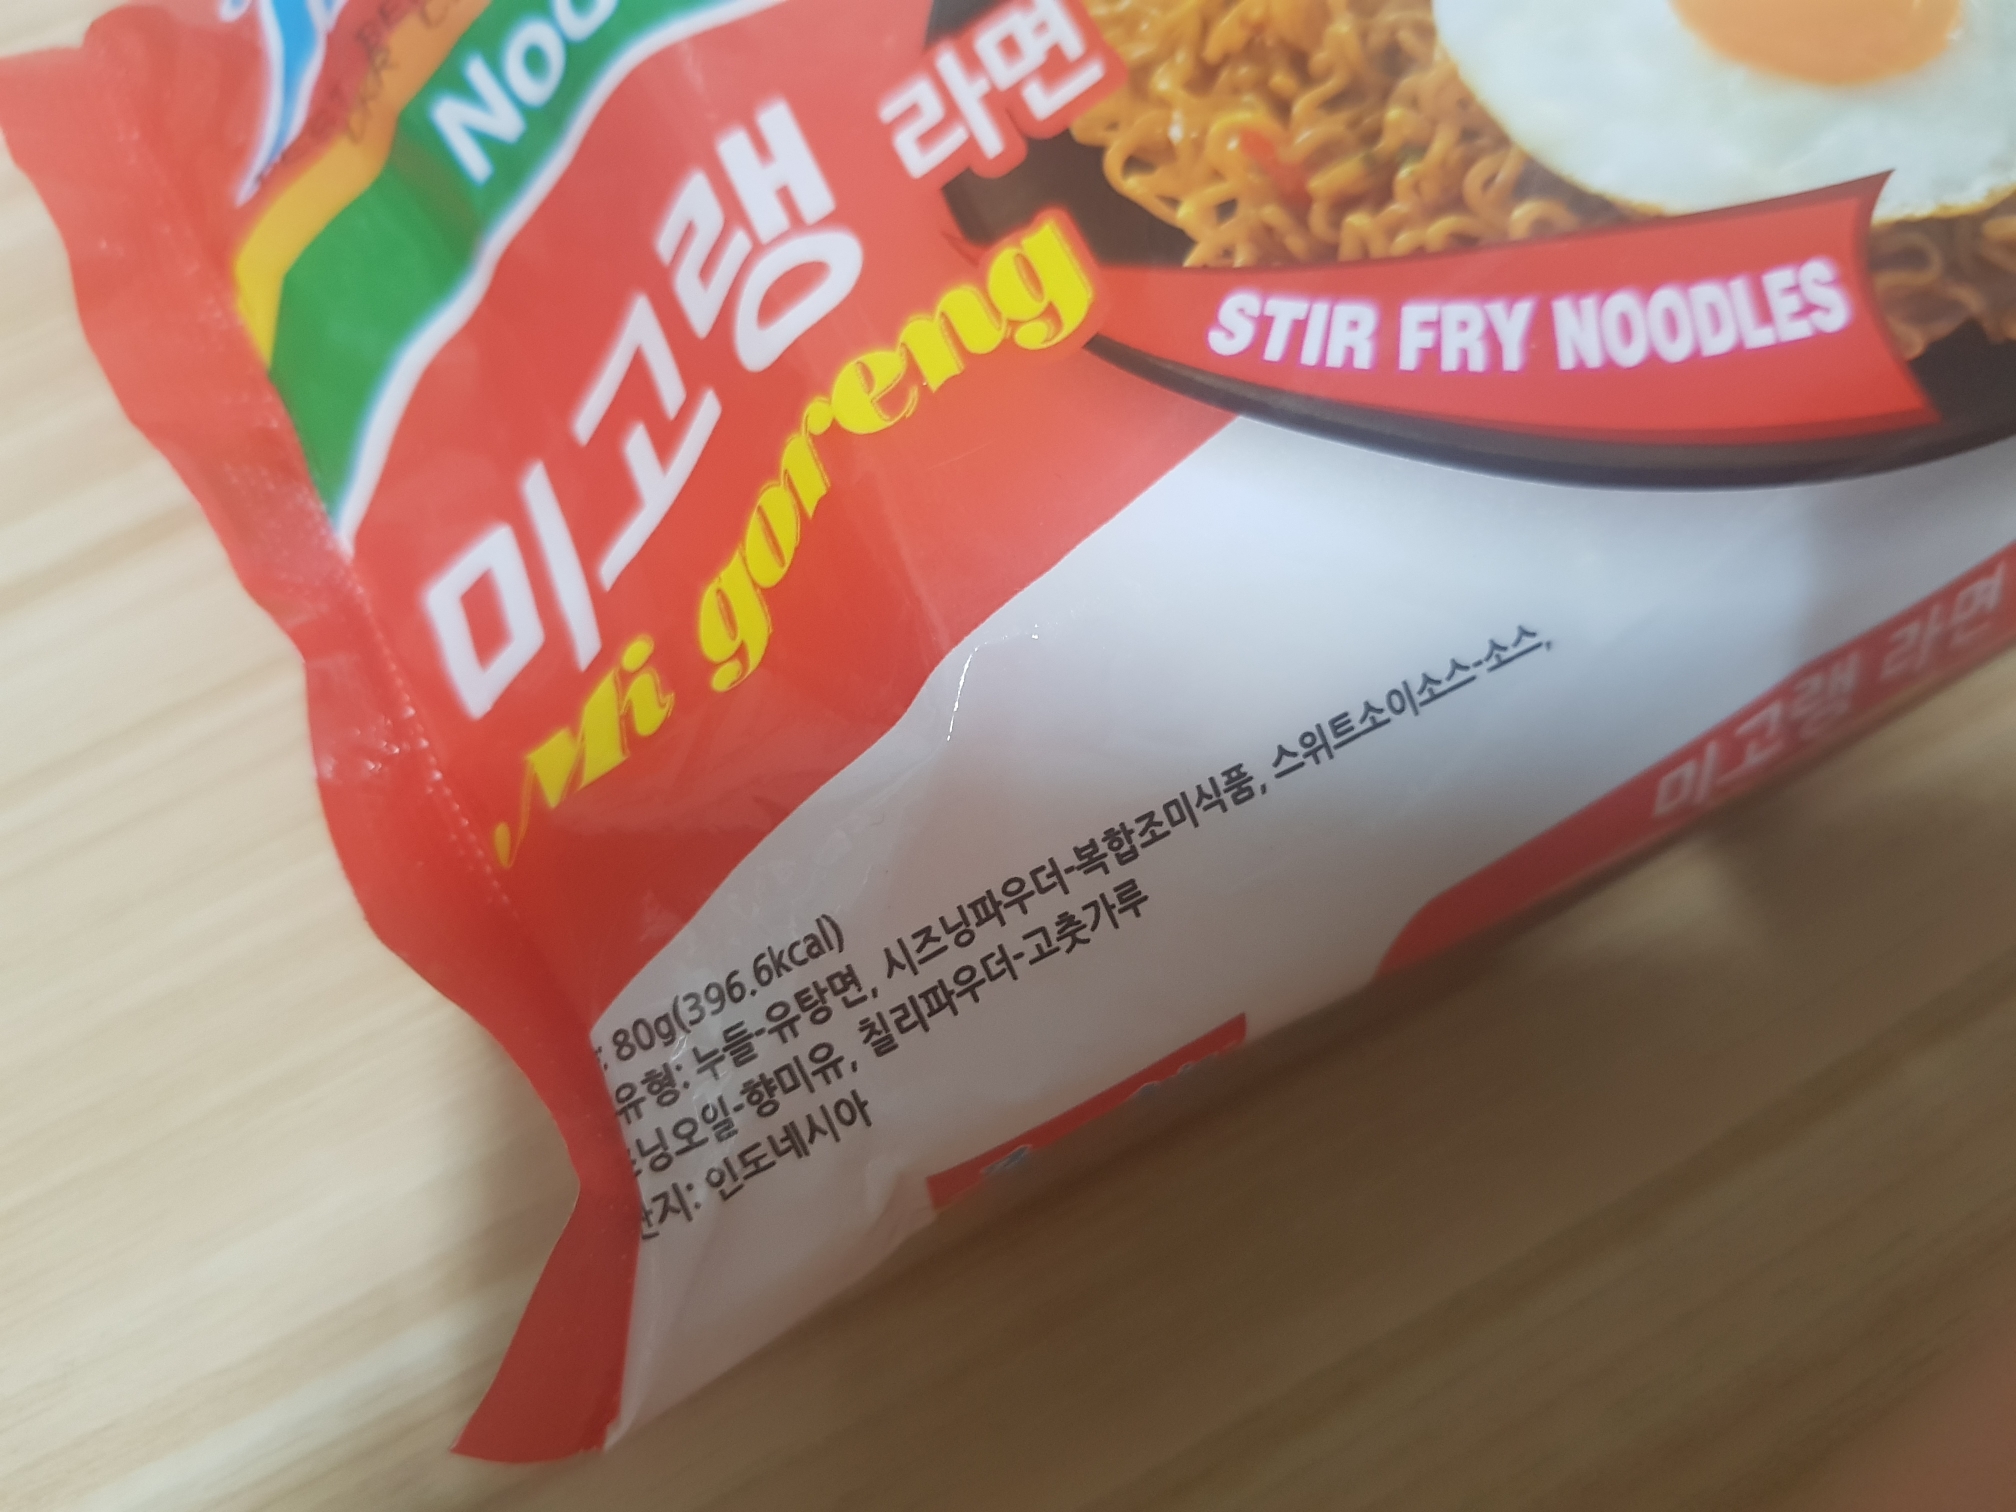 미고랭 라면
Mi goreng
STIR FRY NOODLES
미고랭 라면
: 80g(396.6kcal)
유형: 누들-유탕면, 시즈닝파우더-복합조미식품, 스위트소이소스-소스,
닝오일-향미유, 칠리파우더-고춧가루
지: 인도네시아